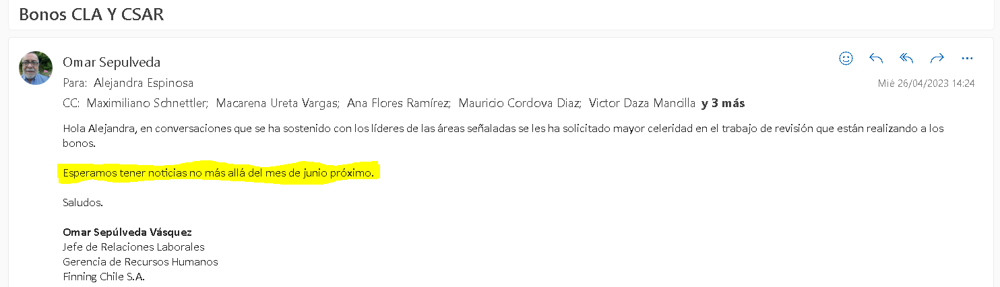 Bonos CLA Y CSAR
Omar Sepulveda
Para: Alejandra Espinosa
Mié 26/04/2023 14:24
CC: Maximiliano Schnettler; Macarena Ureta Vargas; Ana Flores Ramírez; Mauricio Cordova Diaz; Victor Daza Mancilla y 3 más
Hola Alejandra, en conversaciones que se ha sostenido con los líderes de las áreas señaladas se les ha solicitado mayor celeridad en el trabajo de revisión que están realizando a los
bonos.
Esperamos tener noticias no más allá del mes de junio próximo.
Saludos.
Omar Sepúlveda Vásquez
Jefe de Relaciones Laborales
Gerencia de Recursos Humanos
Finning Chile S.A.